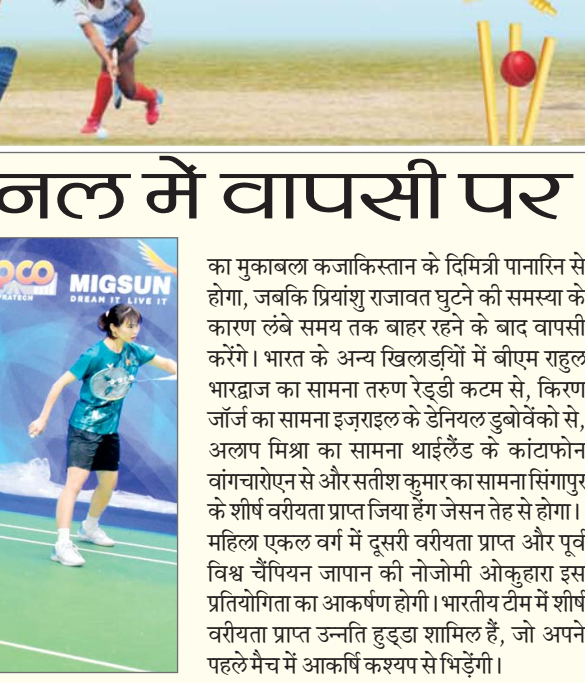 नल में वापसी पर
MIGSUN
DREAM IT LIVE IT
का मुकाबला कजाकिस्तान के दिमित्री पानारिन से
होगा, जबकि प्रियांशु राजावत घुटने की समस्या के
कारण लंबे समय तक बाहर रहने के बाद वापसी
करेंगे। भारत के अन्य खिलाड़ियों में बीएम राहुल
भारद्वाज का सामना तरुण रेड्डी कटम से, किरण
जॉर्ज का सामना इज़राइल के डेनियल डुबोवेंको से,
अलाप मिश्रा का सामना थाईलैंड के कांटाफोन
वांगचारोएन से और सतीश कुमार का सामना सिंगापुर
के शीर्ष वरीयता प्राप्त जिया हेंग जेसन तेह से होगा।
महिला एकल वर्ग में दूसरी वरीयता प्राप्त और पूर्व
विश्व चैंपियन जापान की नोजोमी ओकुहारा इस
प्रतियोगिता का आकर्षण होगी। भारतीय टीम में शीर्ष
वरीयता प्राप्त उन्नति हुड्डा शामिल हैं, जो अपने
पहले मैच में आकर्षि कश्यप से भिड़ेंगी।